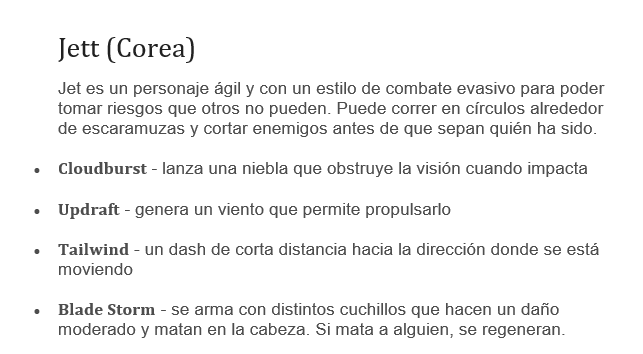 Jett (Corea)
Jet es un personaje ágil y con un estilo de combate evasivo para poder
tomar riesgos que otros no pueden. Puede correr en círculos alrededor
de escaramuzas y cortar enemigos antes de que sepan quién ha sido.
• Cloudburst - lanza una niebla que obstruye la visión cuando impacta
• Updraft - genera un viento que permite propulsarlo
• Tailwind - un dash de corta distancia hacia la dirección donde se está
moviendo
• Blade Storm - se arma con distintos cuchillos que hacen un daño
moderado y matan en la cabeza. Si mata a alguien, se regeneran.